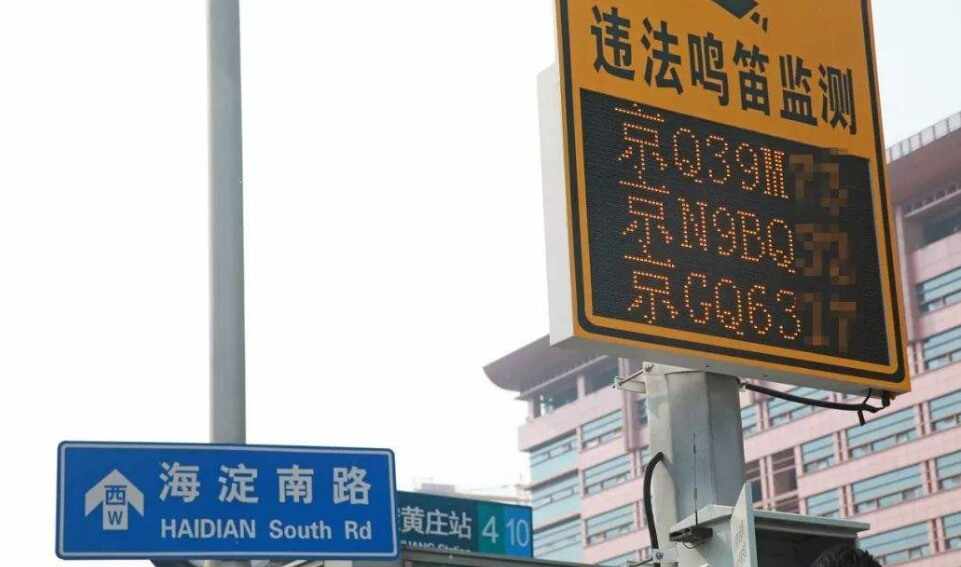 违法鸣笛监测
京Q39M
京N9BQ
京GQ63
西
W
海淀南路
HAIDIAN South Rd
黄庄站
4 10